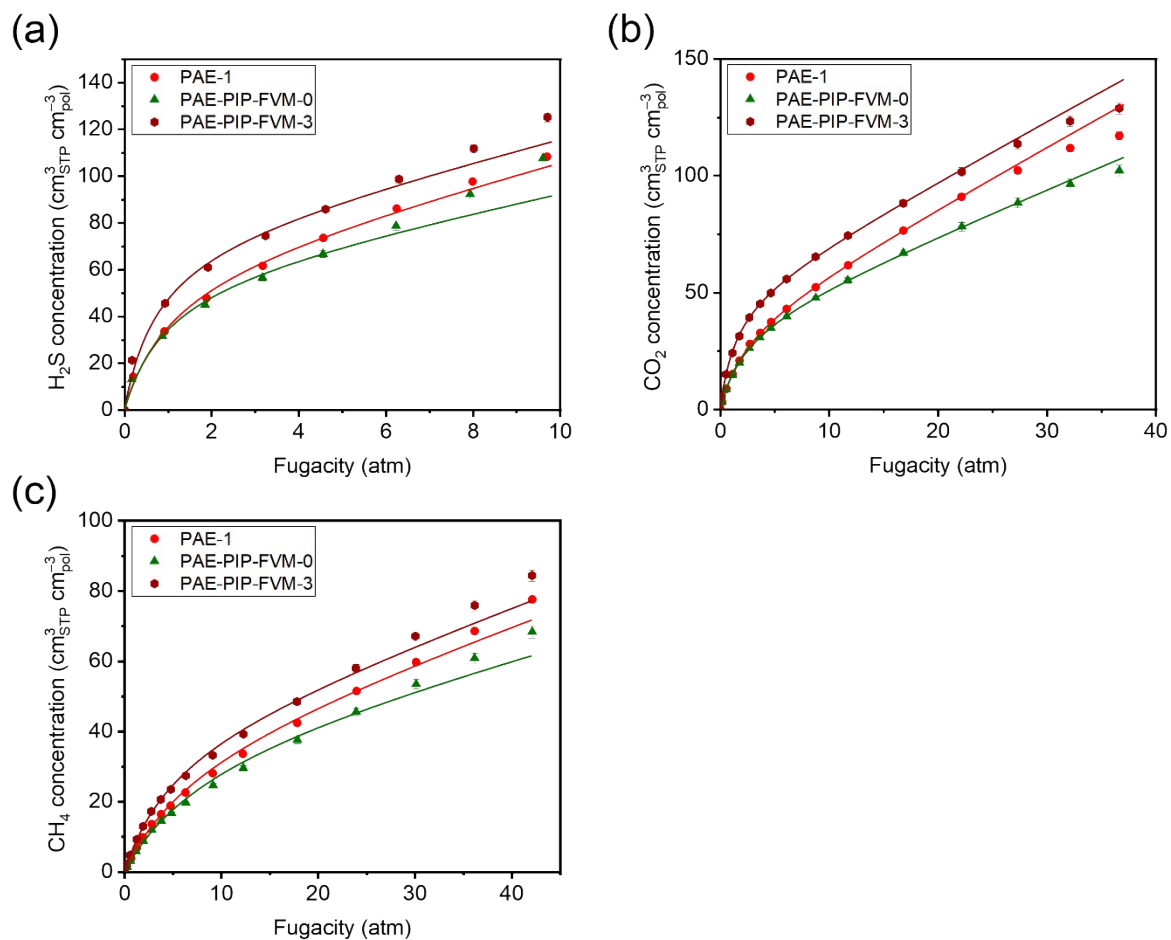 (a)
H₂S concentration (cm³STP cm⁻³pol)
PAE-1
PAE-PIP-FVM-0
PAE-PIP-FVM-3
140
120
100
80
60
40
20
0
0 2 4 6 8 10
Fugacity (atm)
(b)
CO₂ concentration (cm³STP cm⁻³pol)
PAE-1
PAE-PIP-FVM-0
PAE-PIP-FVM-3
150
100
50
0
0 10 20 30 40
Fugacity (atm)
(c)
CH₄ concentration (cm³STP cm⁻³pol)
PAE-1
PAE-PIP-FVM-0
PAE-PIP-FVM-3
100
80
60
40
20
0
0 10 20 30 40
Fugacity (atm)